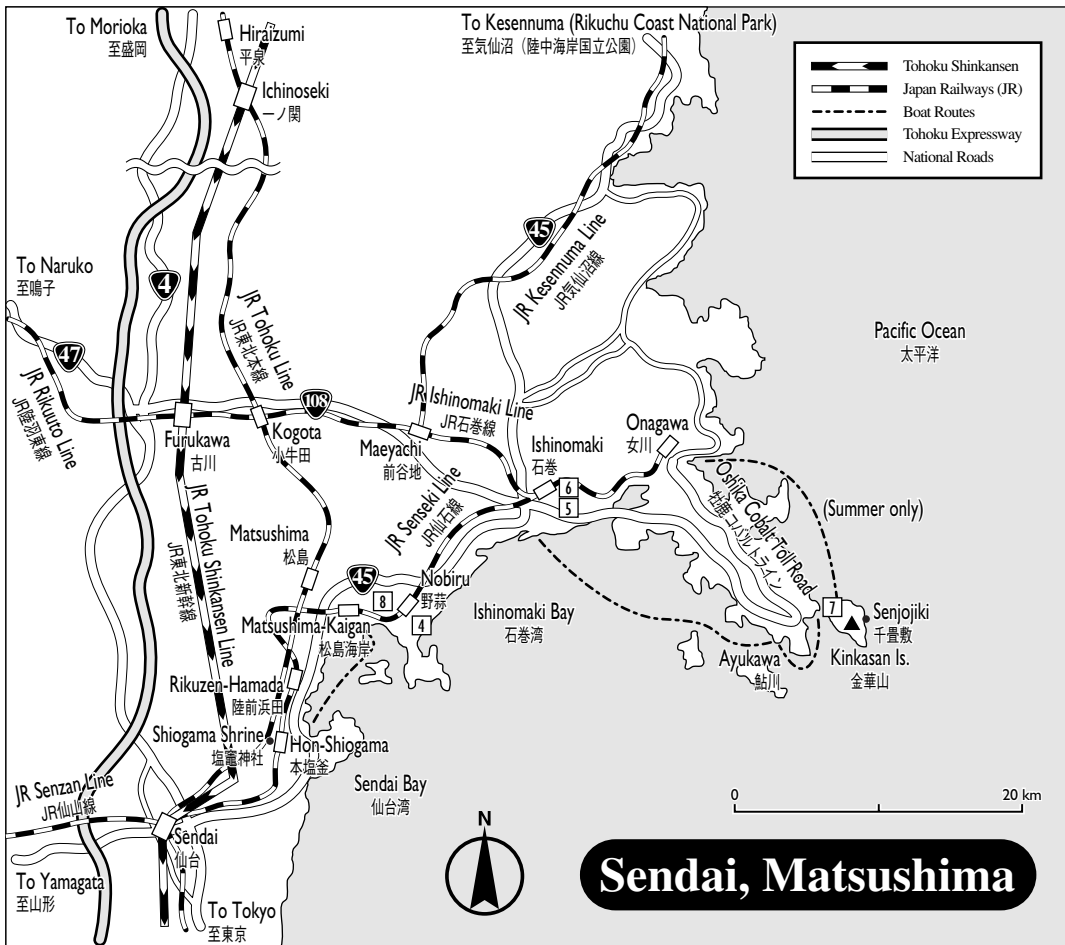 To Morioka
至盛岡
Hiraizumi
平泉
To Kesennuma (Rikuchu Coast National Park)
至気仙沼（陸中海岸国立公園）
Tohoku Shinkansen
Japan Railways (JR)
Boat Routes
Tohoku Expressway
National Roads
Ichinoseki
一ノ関
45
JR Kesennuma Line
JR気仙沼線
To Naruko
至鳴子
4
47
JR Tohoku Line
JR東北本線
Pacific Ocean
太平洋
JR Rikuuto Line
JR陸羽東線
108
JR Ishinomaki Line
JR石巻線
Furukawa
古川
Kogota
小牛田
Maeyachi
前谷地
Ishinomaki
石巻
Onagawa
女川
6
5
JR Senseki Line
JR仙石線
Oshika Cobalt Toll Road
牡鹿コバルトライン
(Summer only)
JR Tohoku Shinkansen Line
JR東北新幹線
Matsushima
松島
45
8
Nobiru
野蒜
4
Matsushima-Kaigan
松島海岸
Ishinomaki Bay
石巻湾
7
Senjojiki
千畳敷
Ayukawa
鮎川
Kinkasan Is.
金華山
Rikuzen-Hamada
陸前浜田
Shiogama Shrine
塩竈神社
Hon-Shiogama
本塩釜
Sendai Bay
仙台湾
JR Senzan Line
JR仙山線
0
20 km
Sendai
仙台
N
Sendai, Matsushima
To Yamagata
至山形
To Tokyo
至東京